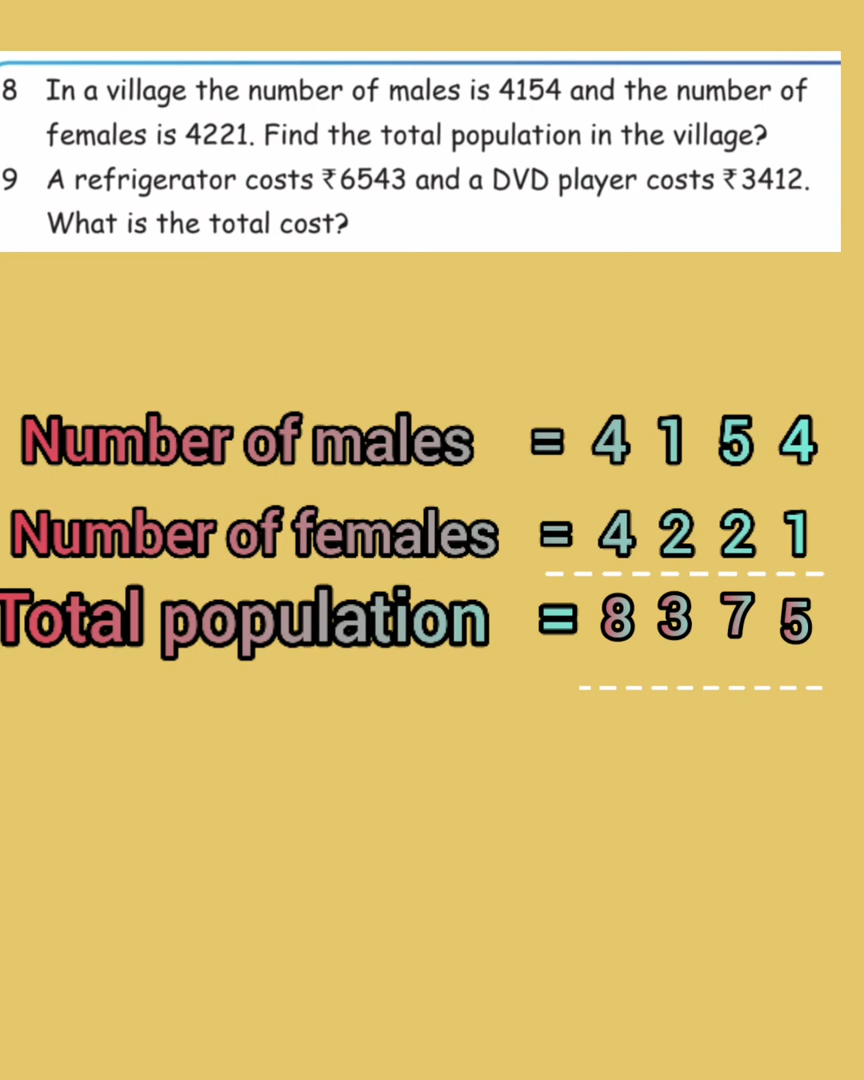 8 In a village the number of males is 4154 and the number of
females is 4221. Find the total population in the village?
9 A refrigerator costs ₹6543 and a DVD player costs ₹3412.
What is the total cost?
Number of males = 4 1 5 4
Number of females = 4 2 2 1
Total population = 8 3 7 5